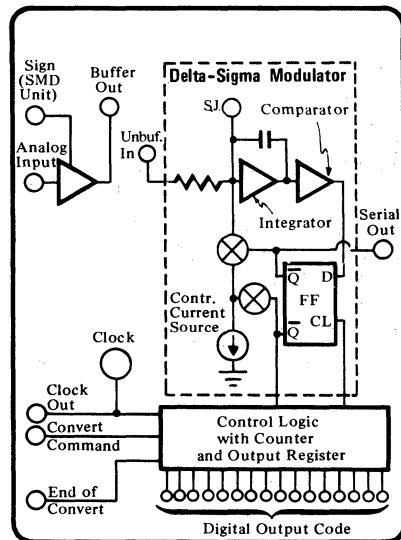 Sign
(SMD
Unit)
Buffer
Out
Delta-Sigma Modulator
S.J.
Comparator
Analog
Input
Unbuf.
In
Integrator
Serial
Out
Q̅ D
FF
CL
Q̅
Contr.
Current
Source
Clock
Clock
Out
Convert
Command
End of
Convert
Control Logic
with Counter
and Output Register
Digital Output Code